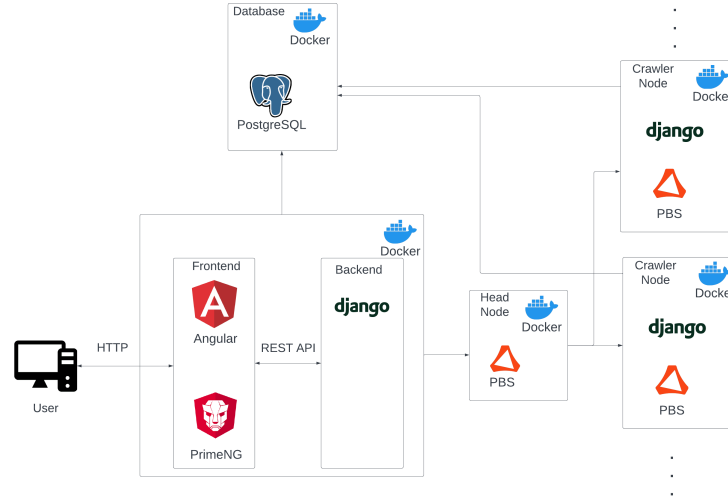 Database
Docker
PostgreSQL
Crawler
Node
Docke
django
PBS
Docker
Frontend
Angular
PrimeNG
HTTP
REST API
User
Backend
django
Head
Node
Docker
PBS
Crawler
Node
Docke
django
PBS